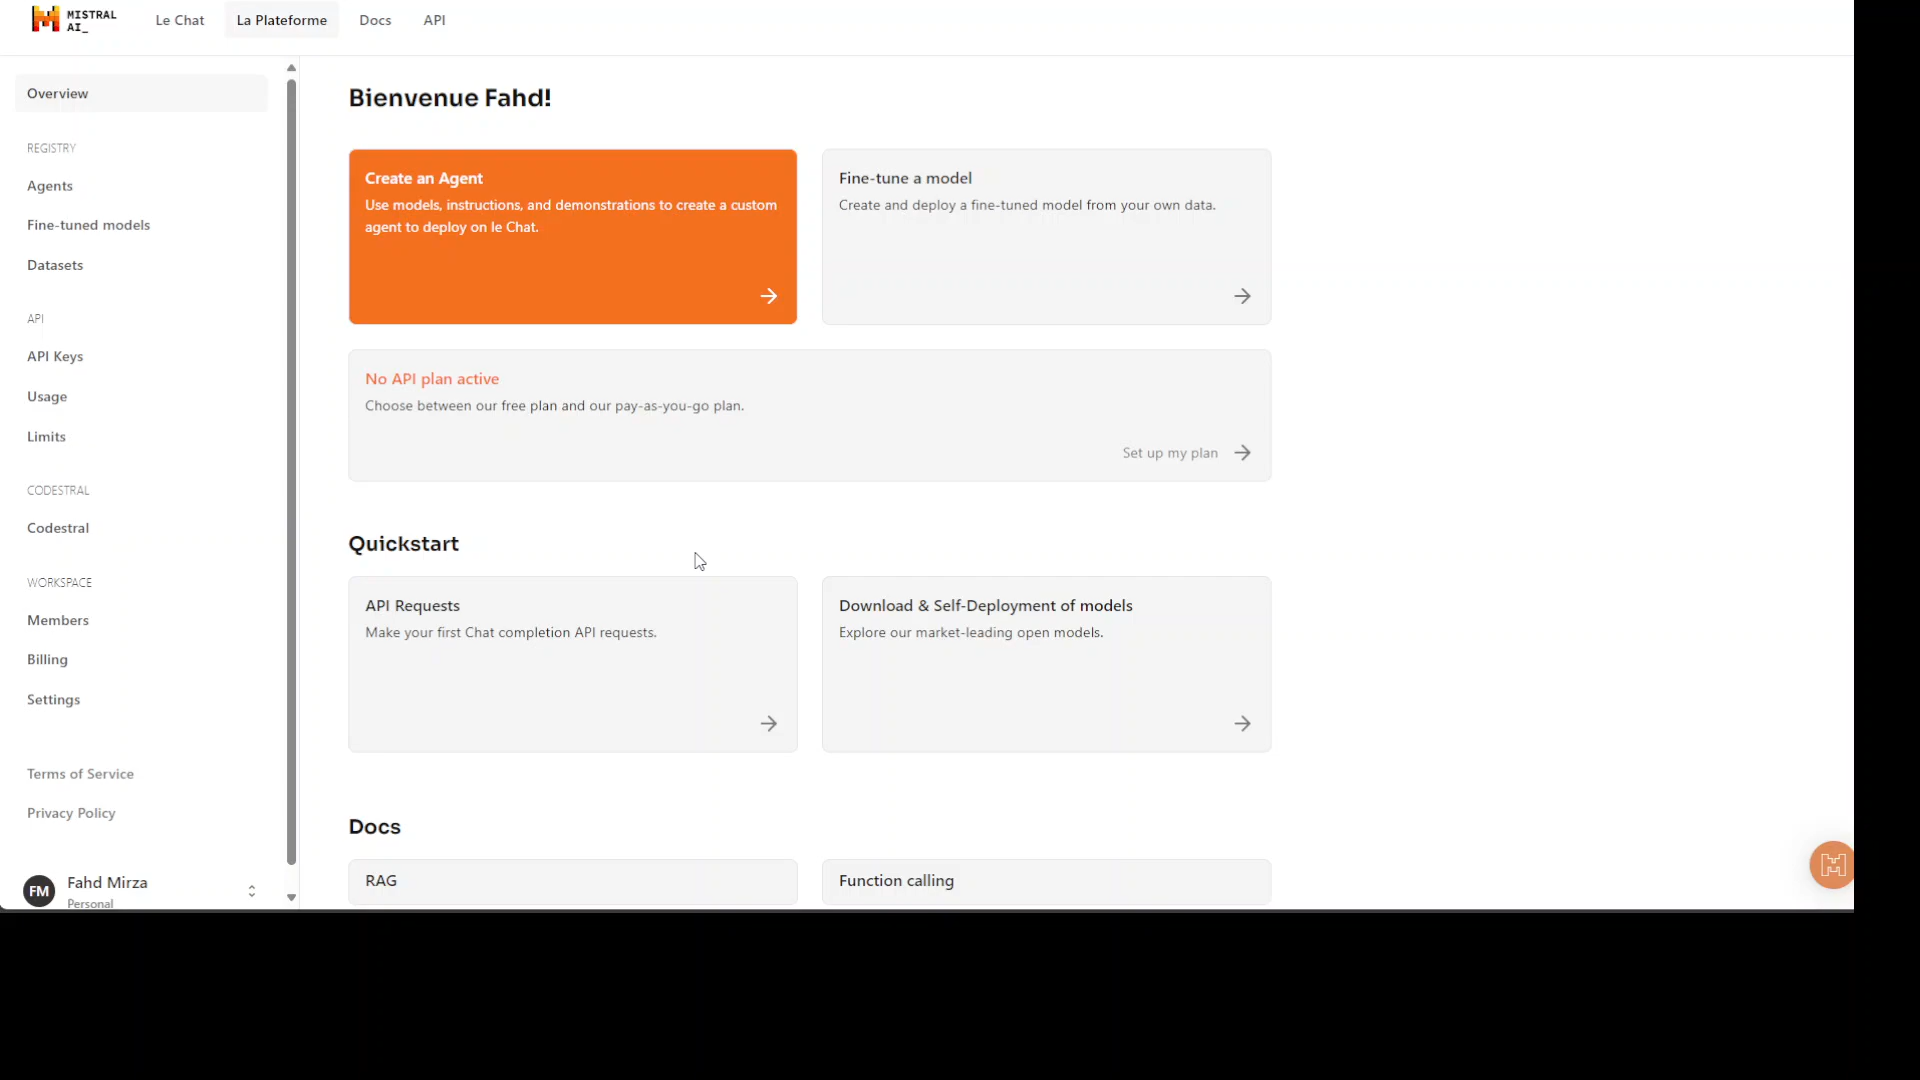 MISTRAL
AI_
Le Chat
La Plateforme
Docs
API
Overview
REGISTRY
Agents
Fine-tuned models
Datasets
API
API Keys
Usage
Limits
CODESTRAL
Codestral
WORKSPACE
Members
Billing
Settings
Terms of Service
Privacy Policy
FM
Fahd Mirza
Personal
Bienvenue Fahd!
Create an Agent
Use models, instructions, and demonstrations to create a custom
agent to deploy on le Chat.
Fine-tune a model
Create and deploy a fine-tuned model from your own data.
No API plan active
Choose between our free plan and our pay-as-you-go plan.
Set up my plan
Quickstart
API Requests
Make your first Chat completion API requests.
Download & Self-Deployment of models
Explore our market-leading open models.
Docs
RAG
Function calling